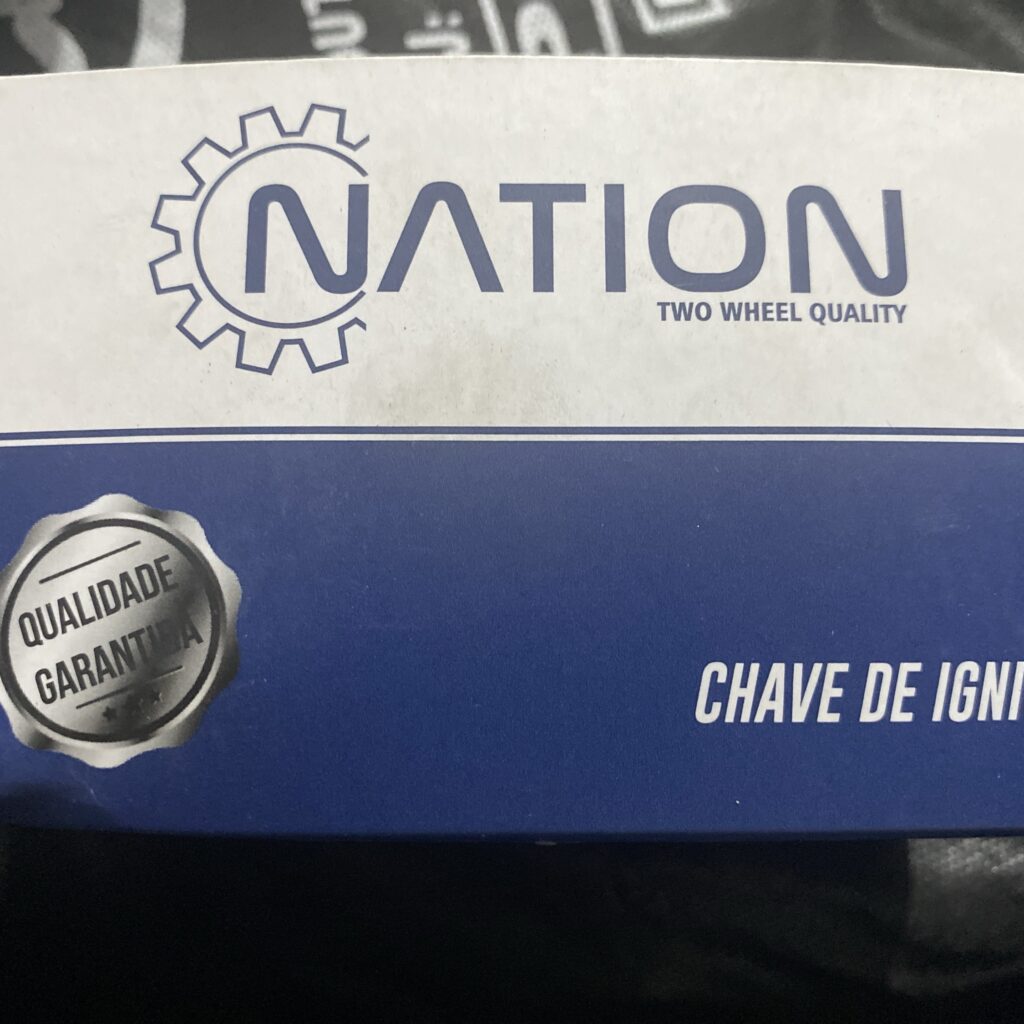 NATION
TWO WHEEL QUALITY
QUALIDADE
GARANTIDA
CHAVE DE IGNI